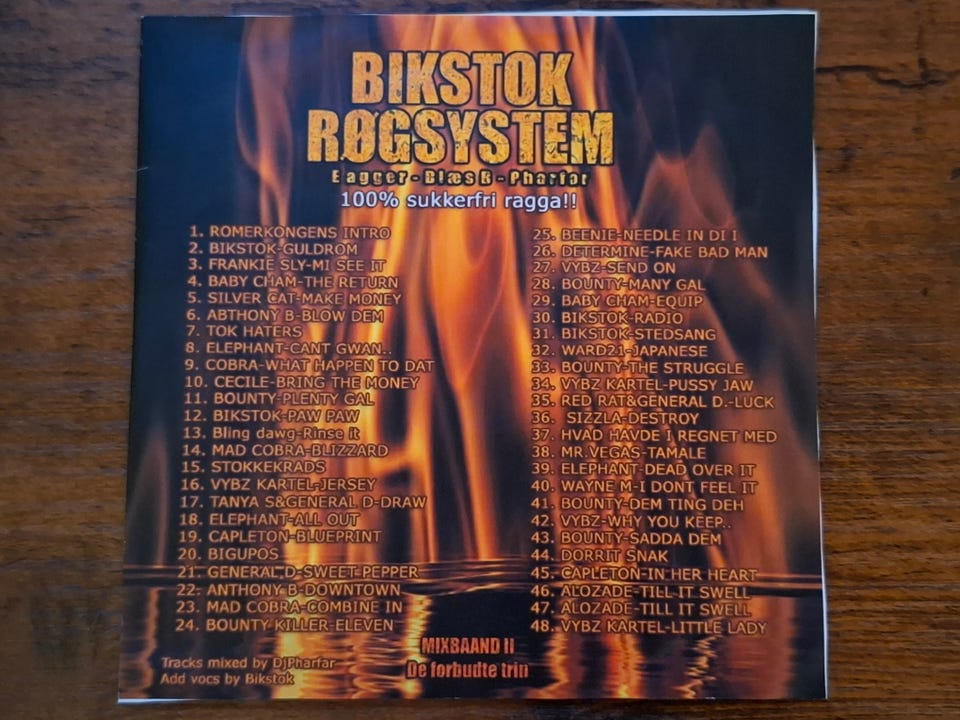 BIKSTOK
RØGSYSTEM
Eagger - Blæs B - Pharfar
100% sukkerfri ragga!!
1. ROMERKONGENS INTRO
2. BIKSTOK-GULDROM
3. FRANKIE SLY-MI SEE IT
4. BABY CHAM-THE RETURN
5. SILVER CAT-MAKE MONEY
6. ABTHONY B-BLOW DEM
7. TOK HATERS
8. ELEPHANT-CANT GWAN..
9. COBRA-WHAT HAPPEN TO DAT
10. CECILE-BRING THE MONEY
11. BOUNTY-PLENTY GAL
12. BIKSTOK-PAW PAW
13. Bling dawg-Rinse it
14. MAD COBRA-BLIZZARD
15. STOKKEKRADS
16. VYBZ KARTEL-JERSEY
17. TANYA S&GENERAL D-DRAW
18. ELEPHANT-ALL OUT
19. CAPLETON-BLUEPRINT
20. BIGUPOS
21. GENERAL D-SWEET PEPPER
22. ANTHONY B-DOWNTOWN
23. MAD COBRA-COMBINE IN
24. BOUNTY KILLER-ELEVEN
25. BEENIE-NEEDLE IN DI I
26. DETERMINE-FAKE BAD MAN
27. VYBZ-SEND ON
28. BOUNTY-MANY GAL
29. BABY CHAM-EQUIP
30. BIKSTOK-RADIO
31. BIKSTOK-STEDSANG
32. WARD21-JAPANESE
33. BOUNTY-THE STRUGGLE
34. VYBZ KARTEL-PUSSY JAW
35. RED RAT&GENERAL D.-LUCK
36. SIZZLA-DESTROY
37. HVAD HAVDE I REGNET MED
38. MR.VEGAS-TAMALE
39. ELEPHANT-DEAD OVER IT
40. WAYNE M-I DONT FEEL IT
41. BOUNTY-DEM TING DEH
42. VYBZ-WHY YOU KEEP..
43. BOUNTY-SADDA DEM
44. DORRIT SNAK
45. CAPLETON-IN HER HEART
46. ALOZADE-TILL IT SWELL
47. ALOZADE-TILL IT SWELL
48. VYBZ KARTEL-LITTLE LADY
MIXBAAND II
De forbudte trin
Tracks mixed by DjPharfar
Add vocs by Bikstok